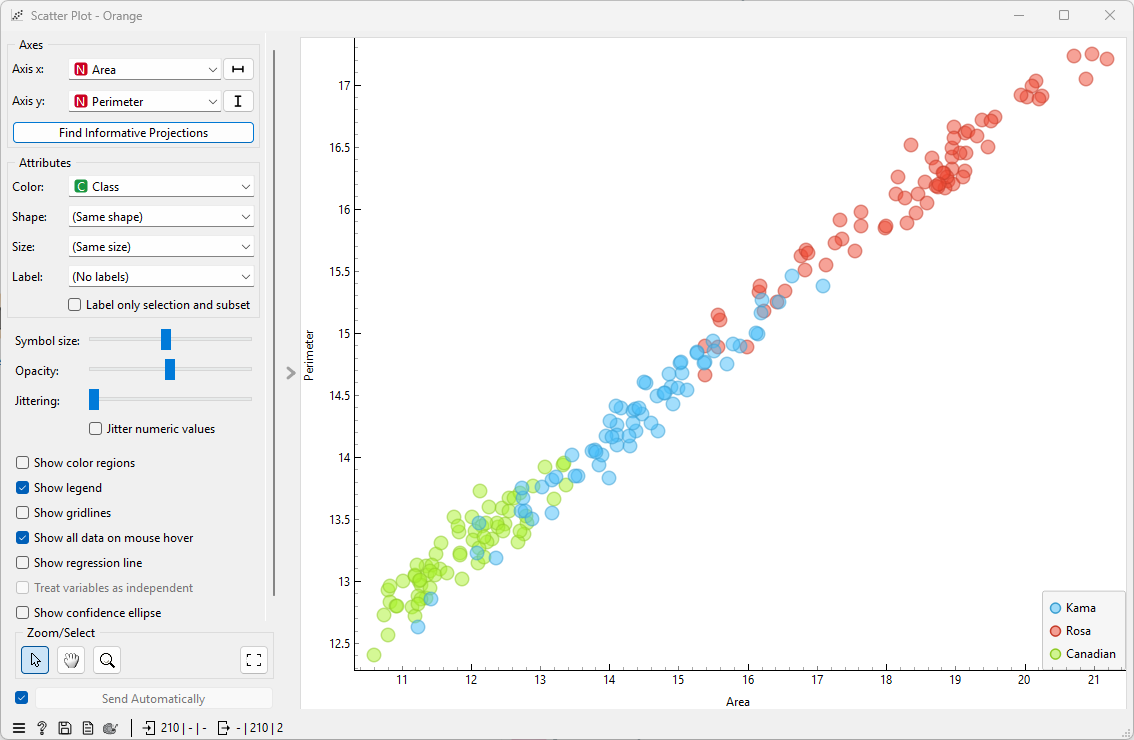 Scatter Plot - Orange
Axes
Axis x: N Area
Axis y: N Perimeter
Find Informative Projections
Attributes
Color: C Class
Shape: (Same shape)
Size: (Same size)
Label: (No labels)
Label only selection and subset
Symbol size:
Opacity:
Jittering:
Jitter numeric values
Show color regions
Show legend
Show gridlines
Show all data on mouse hover
Show regression line
Treat variables as independent
Show confidence ellipse
Zoom/Select
Send Automatically
210 | - | -
- | 210 | 2
Perimeter
17
16.5
16
15.5
15
14.5
14
13.5
13
12.5
11 12 13 14 15 16 17 18 19 20 21
Area
Kama
Rosa
Canadian